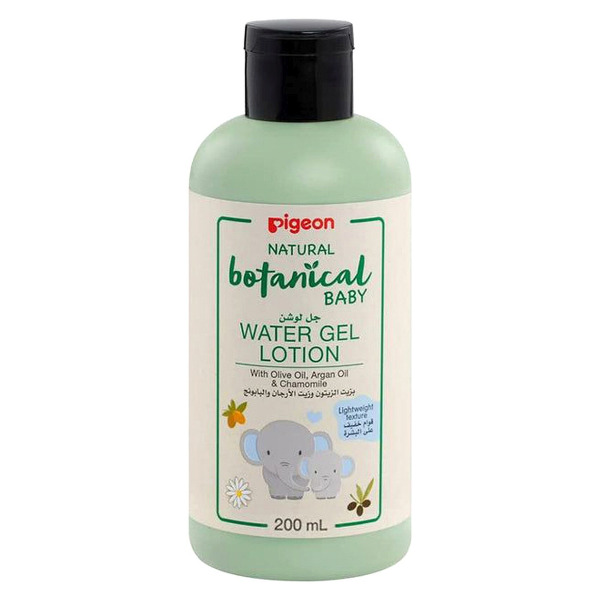 pigeon
NATURAL
botanical
BABY
جل لوشن
WATER GEL
LOTION
With Olive Oil, Argan Oil
& Chamomile
بزيت الزيتون وزيت الأرجان والبابونج
Lightweight
texture
قوام خفيف
على البشرة
200 mL